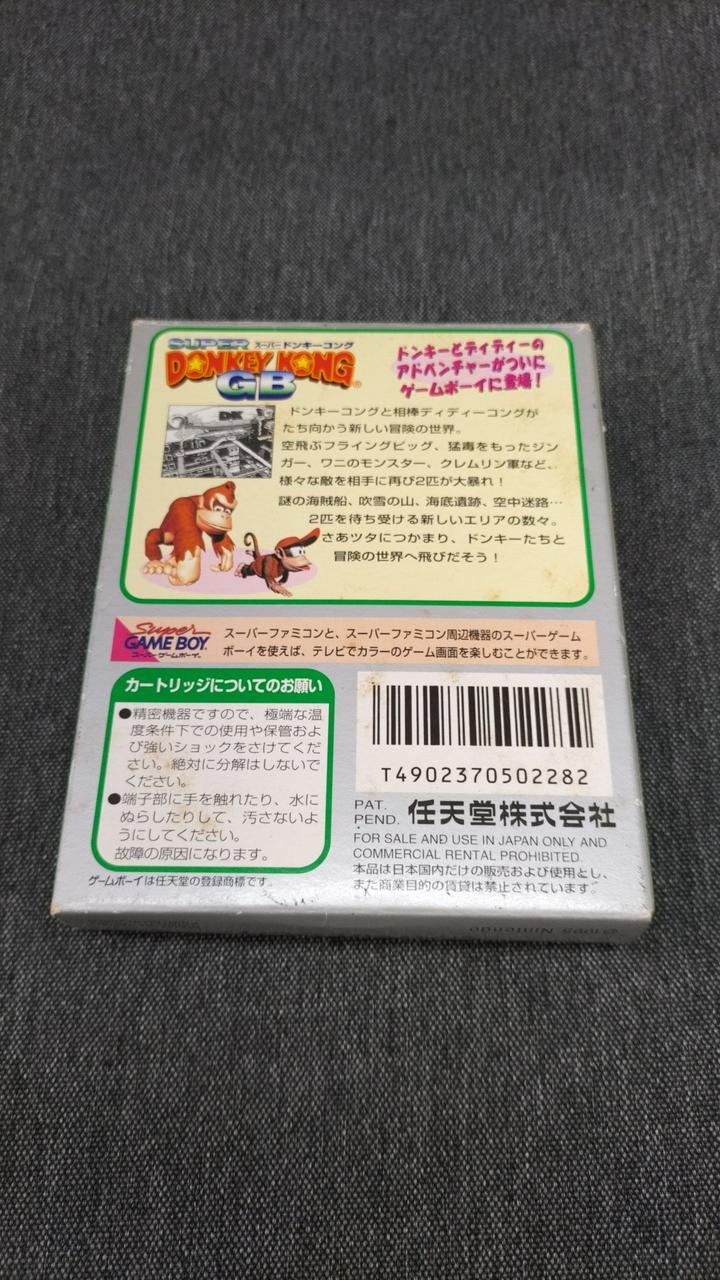 SUPER スーパードンキーコング
DONKEY KONG
GB ®
ドンキーとディディーの
アドベンチャーがついに
ゲームボーイに登場!
DK
ドンキーコングと相棒ディディーコングが
たち向かう新しい冒険の世界。
空飛ぶフライングピッグ、猛毒をもったジン
ガー、ワニのモンスター、クレムリン軍など、
様々な敵を相手に再び2匹が大暴れ!
謎の海賊船、吹雪の山、海底遺跡、空中迷路…
2匹を待ち受ける新しいエリアの数々。
さあツタにつかまり、ドンキーたちと
冒険の世界へ飛びだそう!
Super
GAME BOY.
スーパーゲームボーイ。
スーパーファミコンと、スーパーファミコン周辺機器のスーパーゲーム
ボーイを使えば、テレビでカラーのゲーム画面を楽しむことができます。
カートリッジについてのお願い
●精密機器ですので、極端な温
度条件下での使用や保管およ
び強いショックをさけてくだ
さい。絶対に分解はしないで
ください。
●端子部に手を触れたり、水に
ぬらしたりして、汚さないよ
うにしてください。
故障の原因になります。
ゲームボーイは任天堂の登録商標です。
T4902370502282
PAT.
PEND. 任天堂株式会社
FOR SALE AND USE IN JAPAN ONLY AND
COMMERCIAL RENTAL PROHIBITED.
本品は日本国内だけの販売および使用とし、
また商業目的の賃貸は禁止されています。
©1995 Nintendo